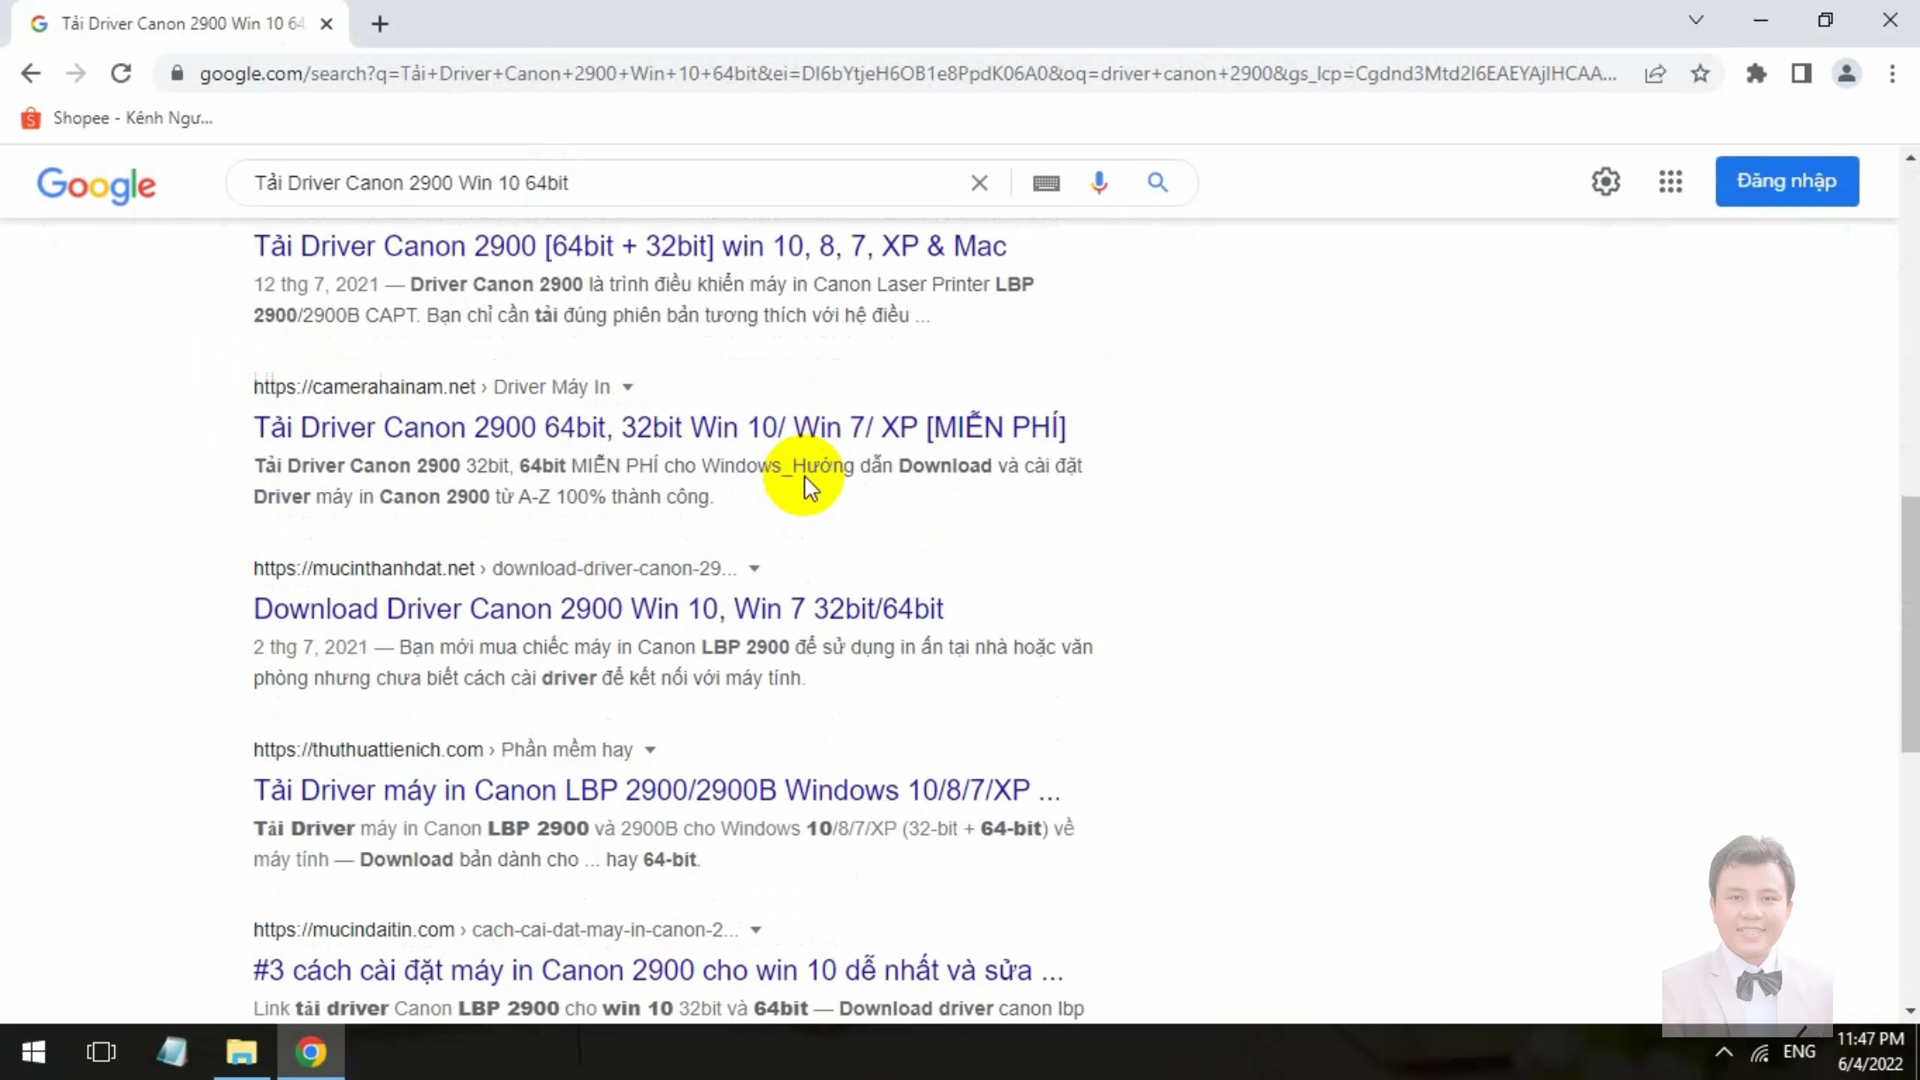 Tải Driver Canon 2900 Win 10 64
google.com/search?q=Tải+Driver+Canon+2900+Win+10+64bit&ei=DI6bYtjeH6OB1e8PpdK06A0&oq=driver+canon+2900&gs_lcp=Cgdnd3Mtd2l6EAEYAjIHCAA...
Shopee - Kênh Ngư...
Google
Tải Driver Canon 2900 Win 10 64bit
Đăng nhập
Tải Driver Canon 2900 [64bit + 32bit] win 10, 8, 7, XP & Mac
12 thg 7, 2021 — Driver Canon 2900 là trình điều khiển máy in Canon Laser Printer LBP
2900/2900B CAPT. Bạn chỉ cần tải đúng phiên bản tương thích với hệ điều ...
https://camerahainam.net › Driver Máy In
Tải Driver Canon 2900 64bit, 32bit Win 10/ Win 7/ XP [MIỄN PHÍ]
Tải Driver Canon 2900 32bit, 64bit MIỄN PHÍ cho Windows_Hướng dẫn Download và cài đặt
Driver máy in Canon 2900 từ A-Z 100% thành công.
https://mucinthanhdat.net › download-driver-canon-29...
Download Driver Canon 2900 Win 10, Win 7 32bit/64bit
2 thg 7, 2021 — Bạn mới mua chiếc máy in Canon LBP 2900 để sử dụng in ấn tại nhà hoặc văn
phòng nhưng chưa biết cách cài driver để kết nối với máy tính.
https://thuthuattienich.com › Phần mềm hay
Tải Driver máy in Canon LBP 2900/2900B Windows 10/8/7/XP ...
Tải Driver máy in Canon LBP 2900 và 2900B cho Windows 10/8/7/XP (32-bit + 64-bit) về
máy tính — Download bản dành cho ... hay 64-bit.
https://mucindaitin.com › cach-cai-dat-may-in-canon-2...
#3 cách cài đặt máy in Canon 2900 cho win 10 dễ nhất và sửa ...
Link tải driver Canon LBP 2900 cho win 10 32bit và 64bit — Download driver canon lbp
ENG
11:47 PM
6/4/2022